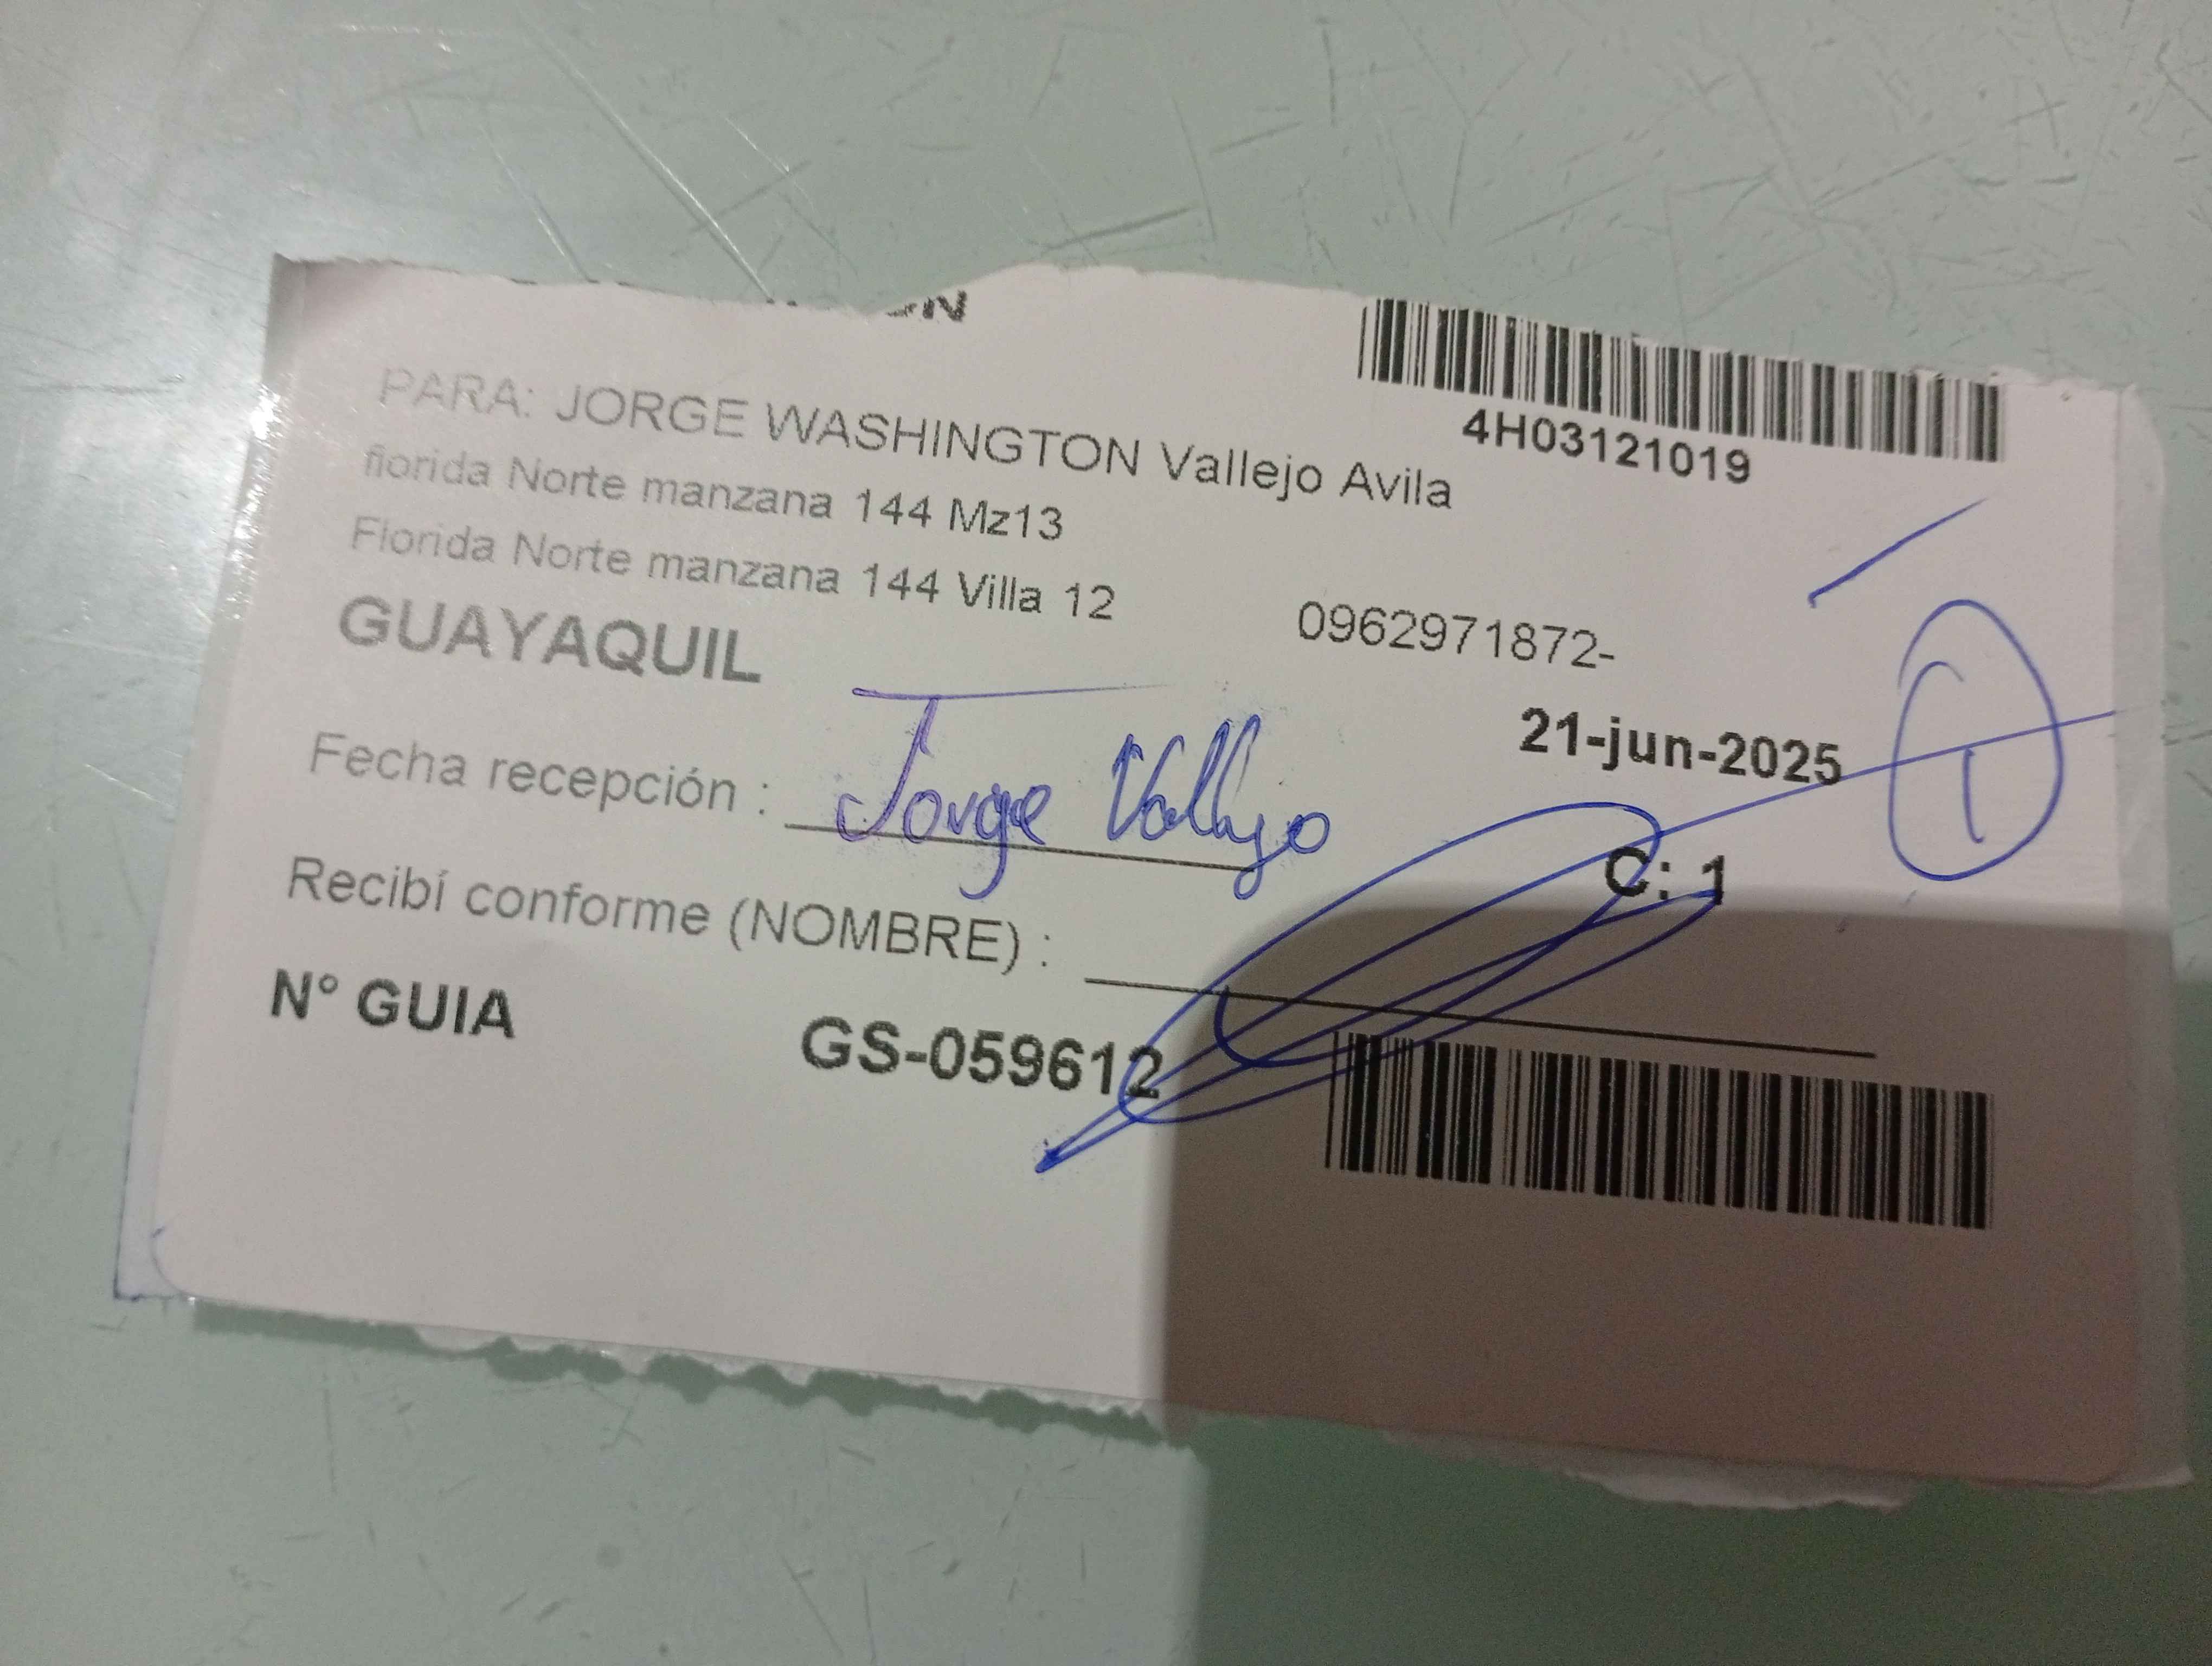 4H03121019
PARA: JORGE WASHINGTON Vallejo Avila
florida Norte manzana 144 Mz13
Florida Norte manzana 144 Villa 12
0962971872-
GUAYAQUIL
21-jun-2025
1
Fecha recepción : Jorge Vallejo
C: 1
Recibí conforme (NOMBRE) :
N° GUIA GS-059612